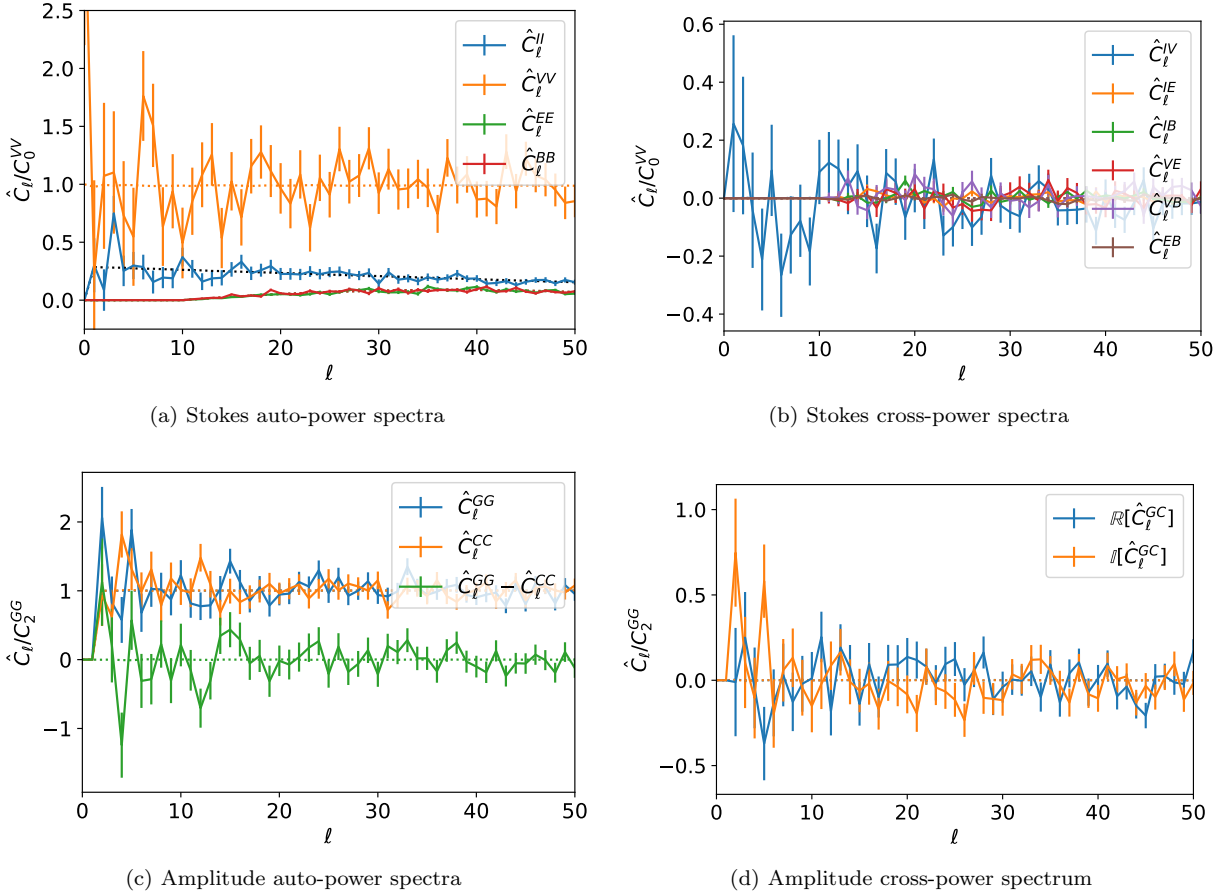 2.5
2.0
1.5
1.0
0.5
0.0
Ĉ_ℓ/C_0^{VV}
0 10 20 30 40 50
ℓ
Ĉ_ℓ^{II}
Ĉ_ℓ^{VV}
Ĉ_ℓ^{EE}
Ĉ_ℓ^{BB}
(a) Stokes auto-power spectra
0.6
0.4
0.2
0.0
−0.2
−0.4
Ĉ_ℓ/C_0^{VV}
0 10 20 30 40 50
ℓ
Ĉ_ℓ^{IV}
Ĉ_ℓ^{IE}
Ĉ_ℓ^{IB}
Ĉ_ℓ^{VE}
Ĉ_ℓ^{VB}
Ĉ_ℓ^{EB}
(b) Stokes cross-power spectra
2
1
0
−1
Ĉ_ℓ/C_2^{GG}
0 10 20 30 40 50
ℓ
Ĉ_ℓ^{GG}
Ĉ_ℓ^{CC}
Ĉ_ℓ^{GG} − Ĉ_ℓ^{CC}
(c) Amplitude auto-power spectra
1.0
0.5
0.0
−0.5
Ĉ_ℓ/C_2^{GG}
0 10 20 30 40 50
ℓ
ℝ[Ĉ_ℓ^{GC}]
𝕀[Ĉ_ℓ^{GC}]
(d) Amplitude cross-power spectrum